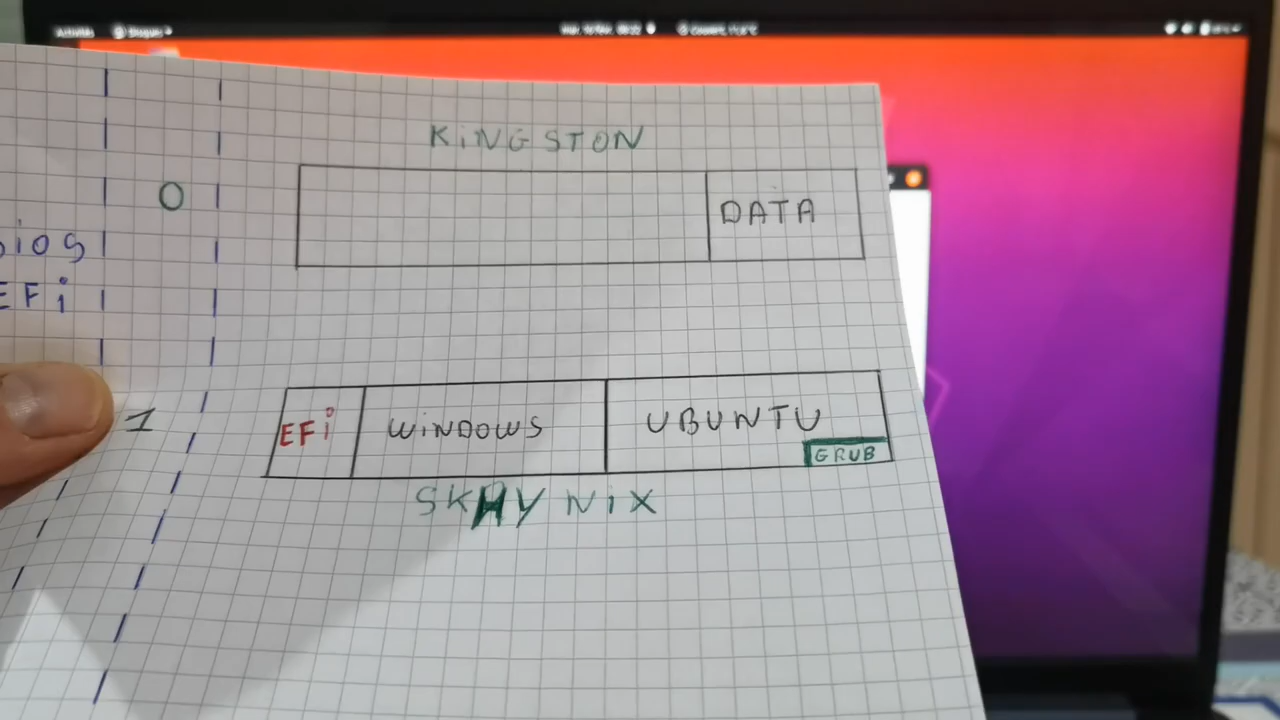 KiNGSTON
0
DATA
EFi
1
EFi
WiNDOWS
UBUNTU
GRUB
SKHYNiX